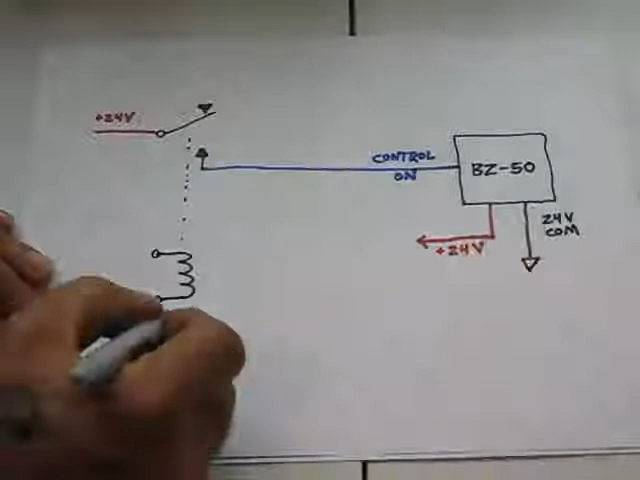 +24V
CONTROL
ON
BZ-50
+24V
24V
COM